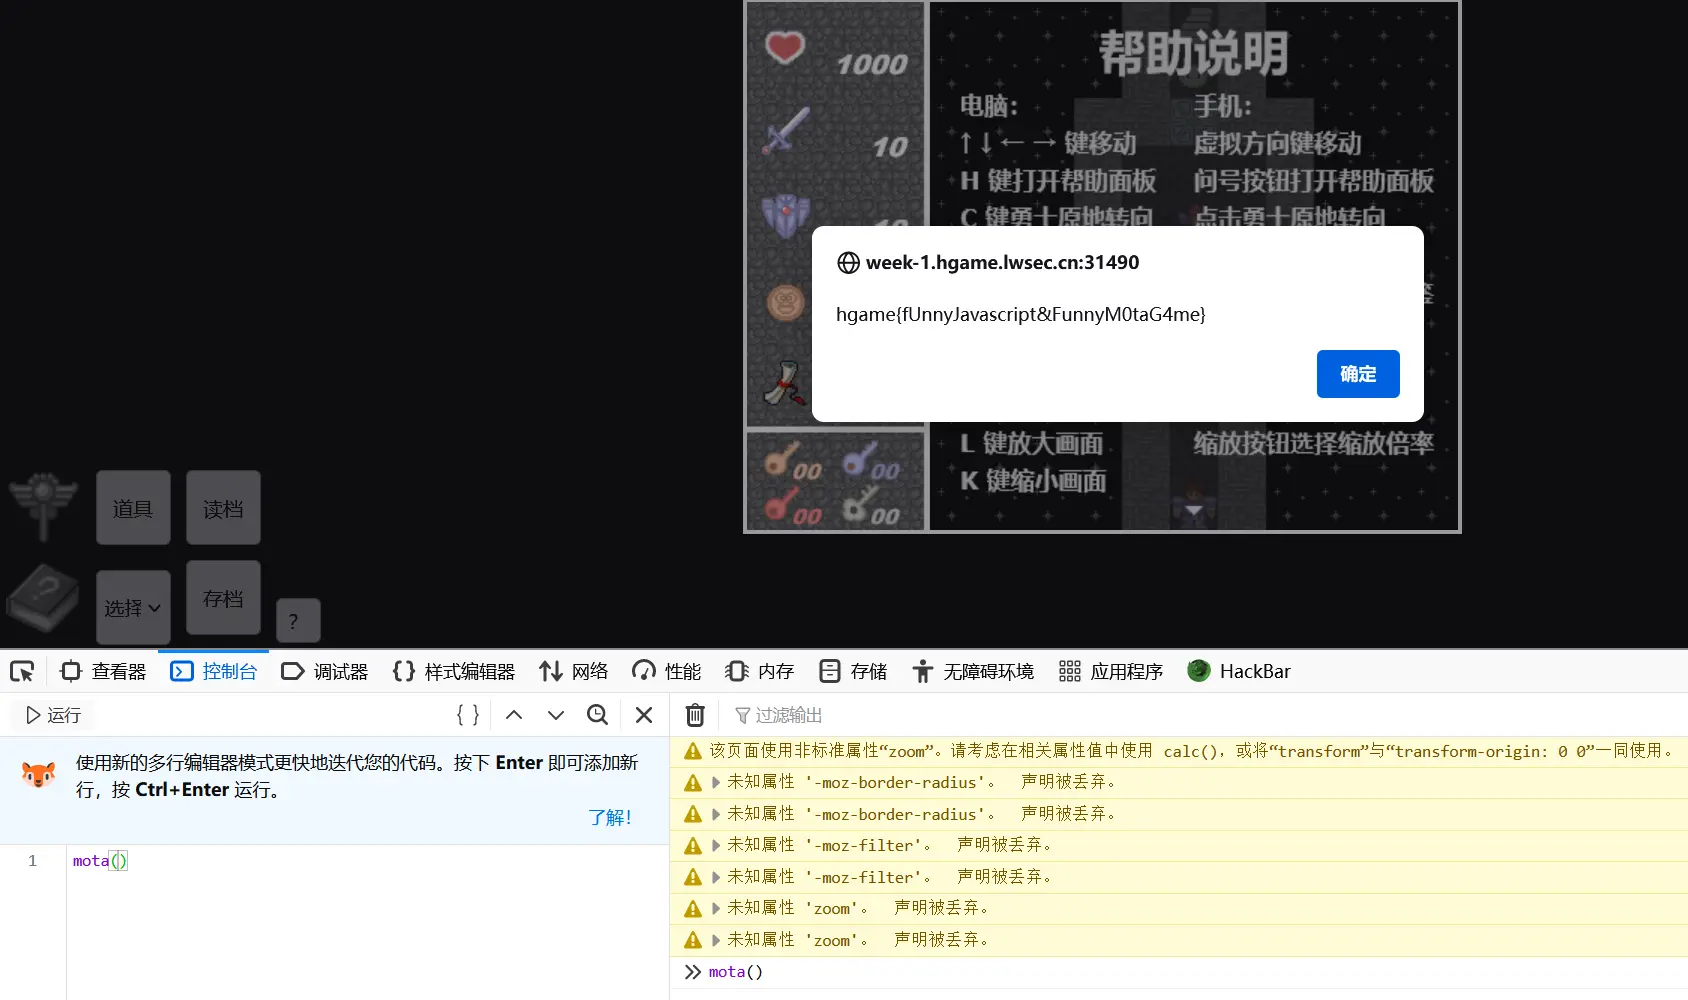 帮助说明
1000
10
电脑：
手机：
↑↓←→ 键移动
虚拟方向键移动
H 键打开帮助面板
问号按钮打开帮助面板
C 键勇士原地转向
点击勇士原地转向
week-1.hgame.lwsec.cn:31490
hgame{fUnnyJavascript&FunnyM0taG4me}
确定
L 键放大画面
缩放按钮选择缩放倍率
K 键缩小画面
00
00
00
00
道具
读档
选择
存档
?
查看器
控制台
调试器
{} 样式编辑器
网络
性能
内存
存储
无障碍环境
应用程序
HackBar
运行
{ }
过滤输出
使用新的多行编辑器模式更快地迭代您的代码。按下 Enter 即可添加新
行，按 Ctrl+Enter 运行。
了解！
1
mota()
该页面使用非标准属性“zoom”。请考虑在相关属性值中使用 calc()，或将“transform”与“transform-origin: 0 0”一同使用。
未知属性 '-moz-border-radius'。 声明被丢弃。
未知属性 '-moz-border-radius'。 声明被丢弃。
未知属性 '-moz-filter'。 声明被丢弃。
未知属性 '-moz-filter'。 声明被丢弃。
未知属性 'zoom'。 声明被丢弃。
未知属性 'zoom'。 声明被丢弃。
mota()